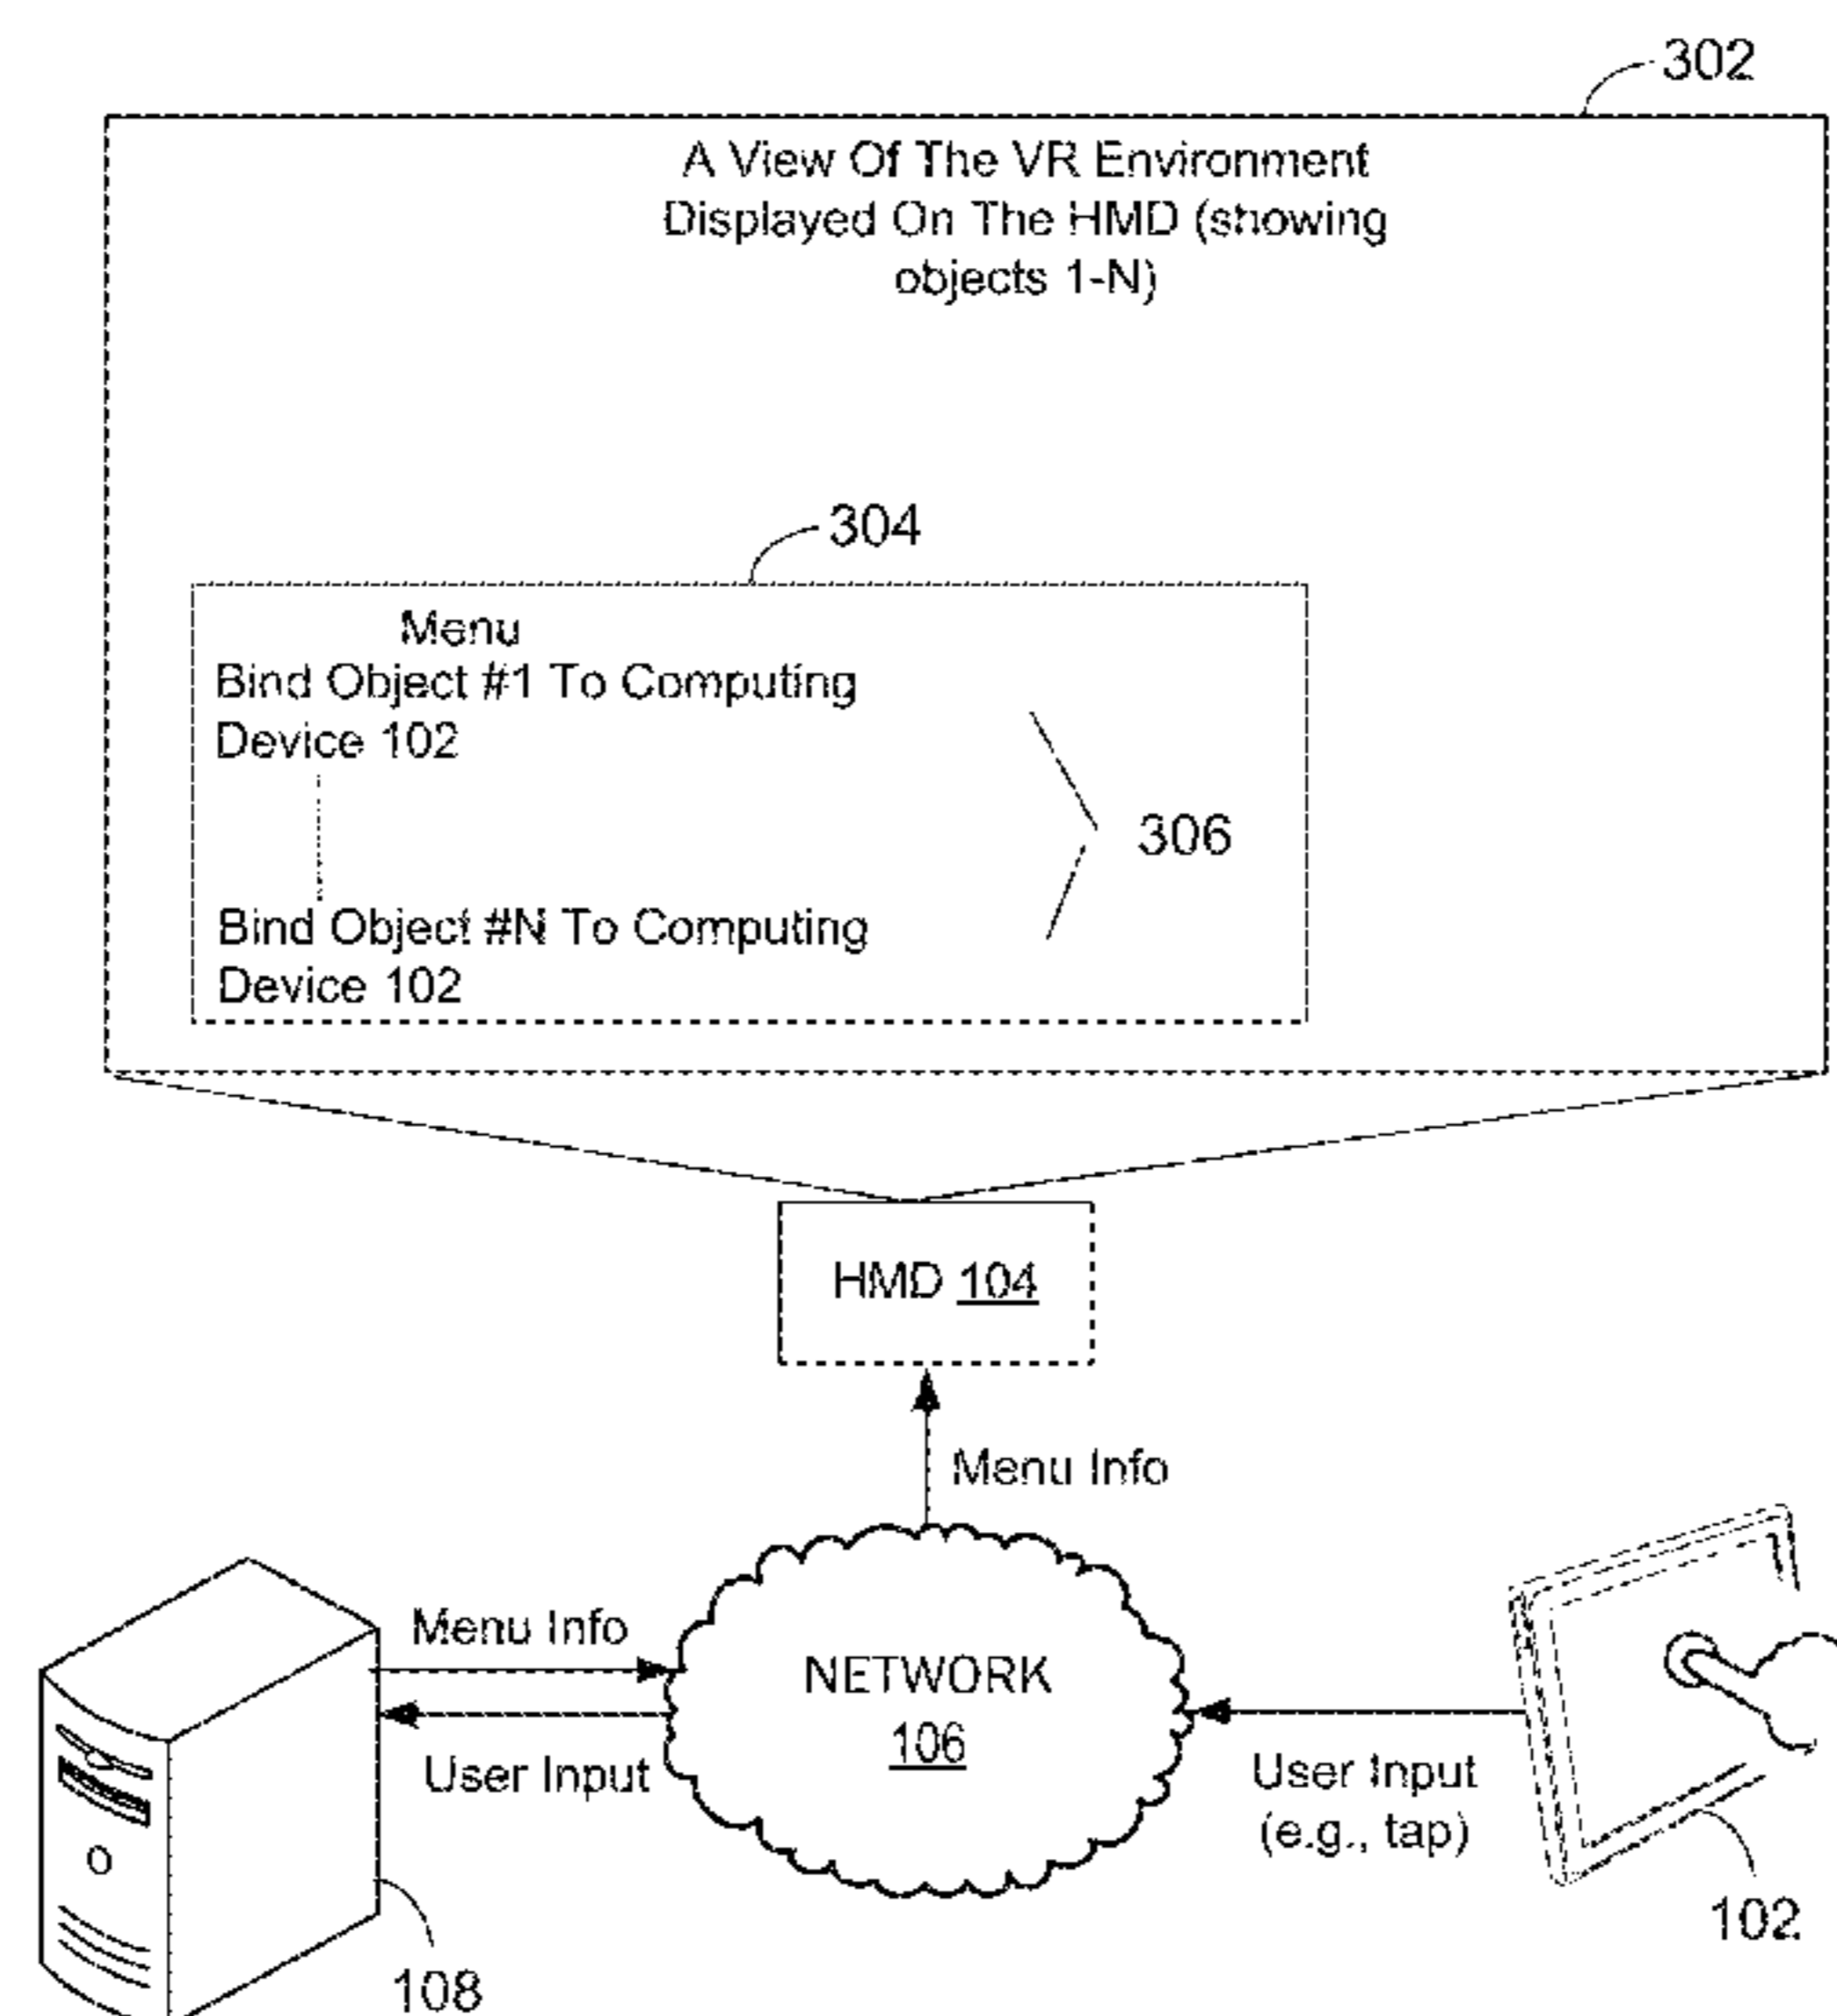 302
A View Of The VR Environment
Displayed On The HMD (showing
objects 1-N)
304
Menu
Bind Object #1 To Computing
Device 102
306
Bind Object #N To Computing
Device 102
HMD 104
Menu Info
Menu Info
NETWORK
106
User Input
User Input
(e.g., tap)
102
108